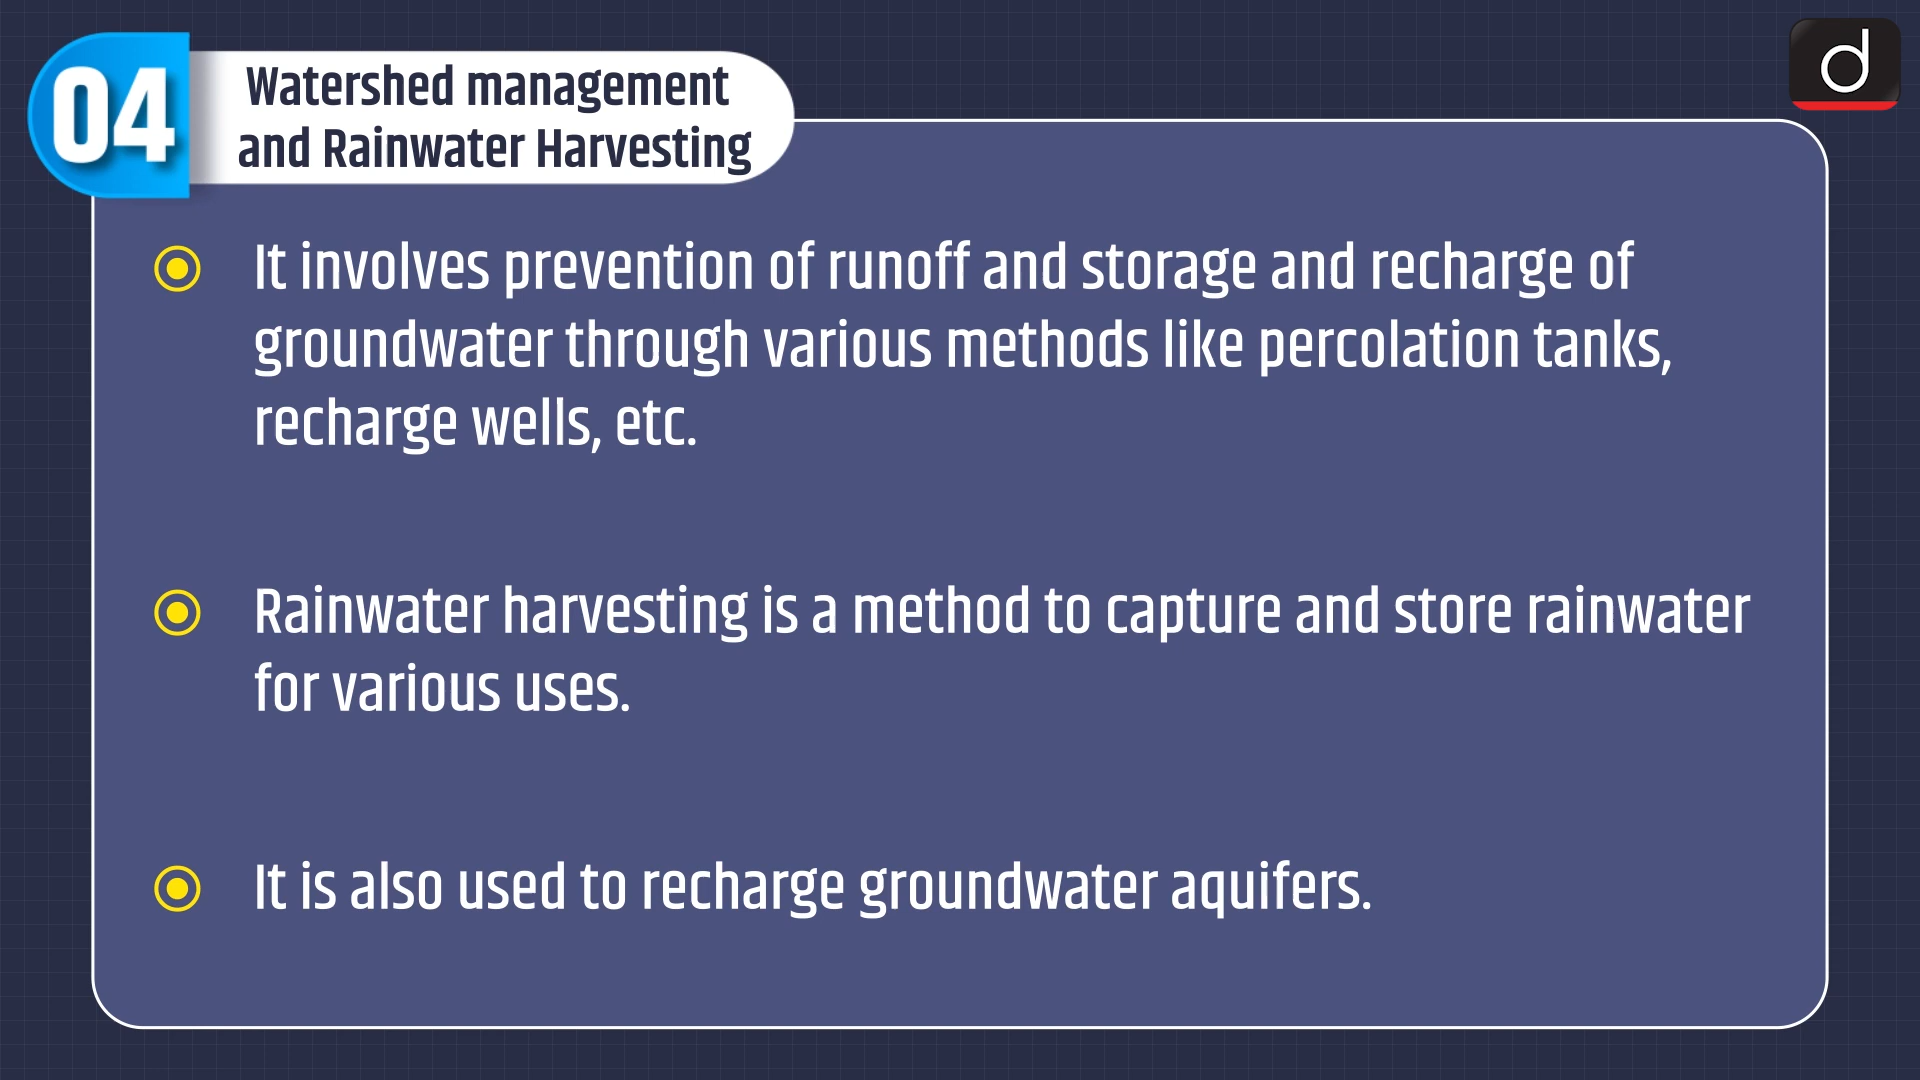 04
Watershed management
and Rainwater Harvesting
d
It involves prevention of runoff and storage and recharge of
groundwater through various methods like percolation tanks,
recharge wells, etc.
Rainwater harvesting is a method to capture and store rainwater
for various uses.
It is also used to recharge groundwater aquifers.